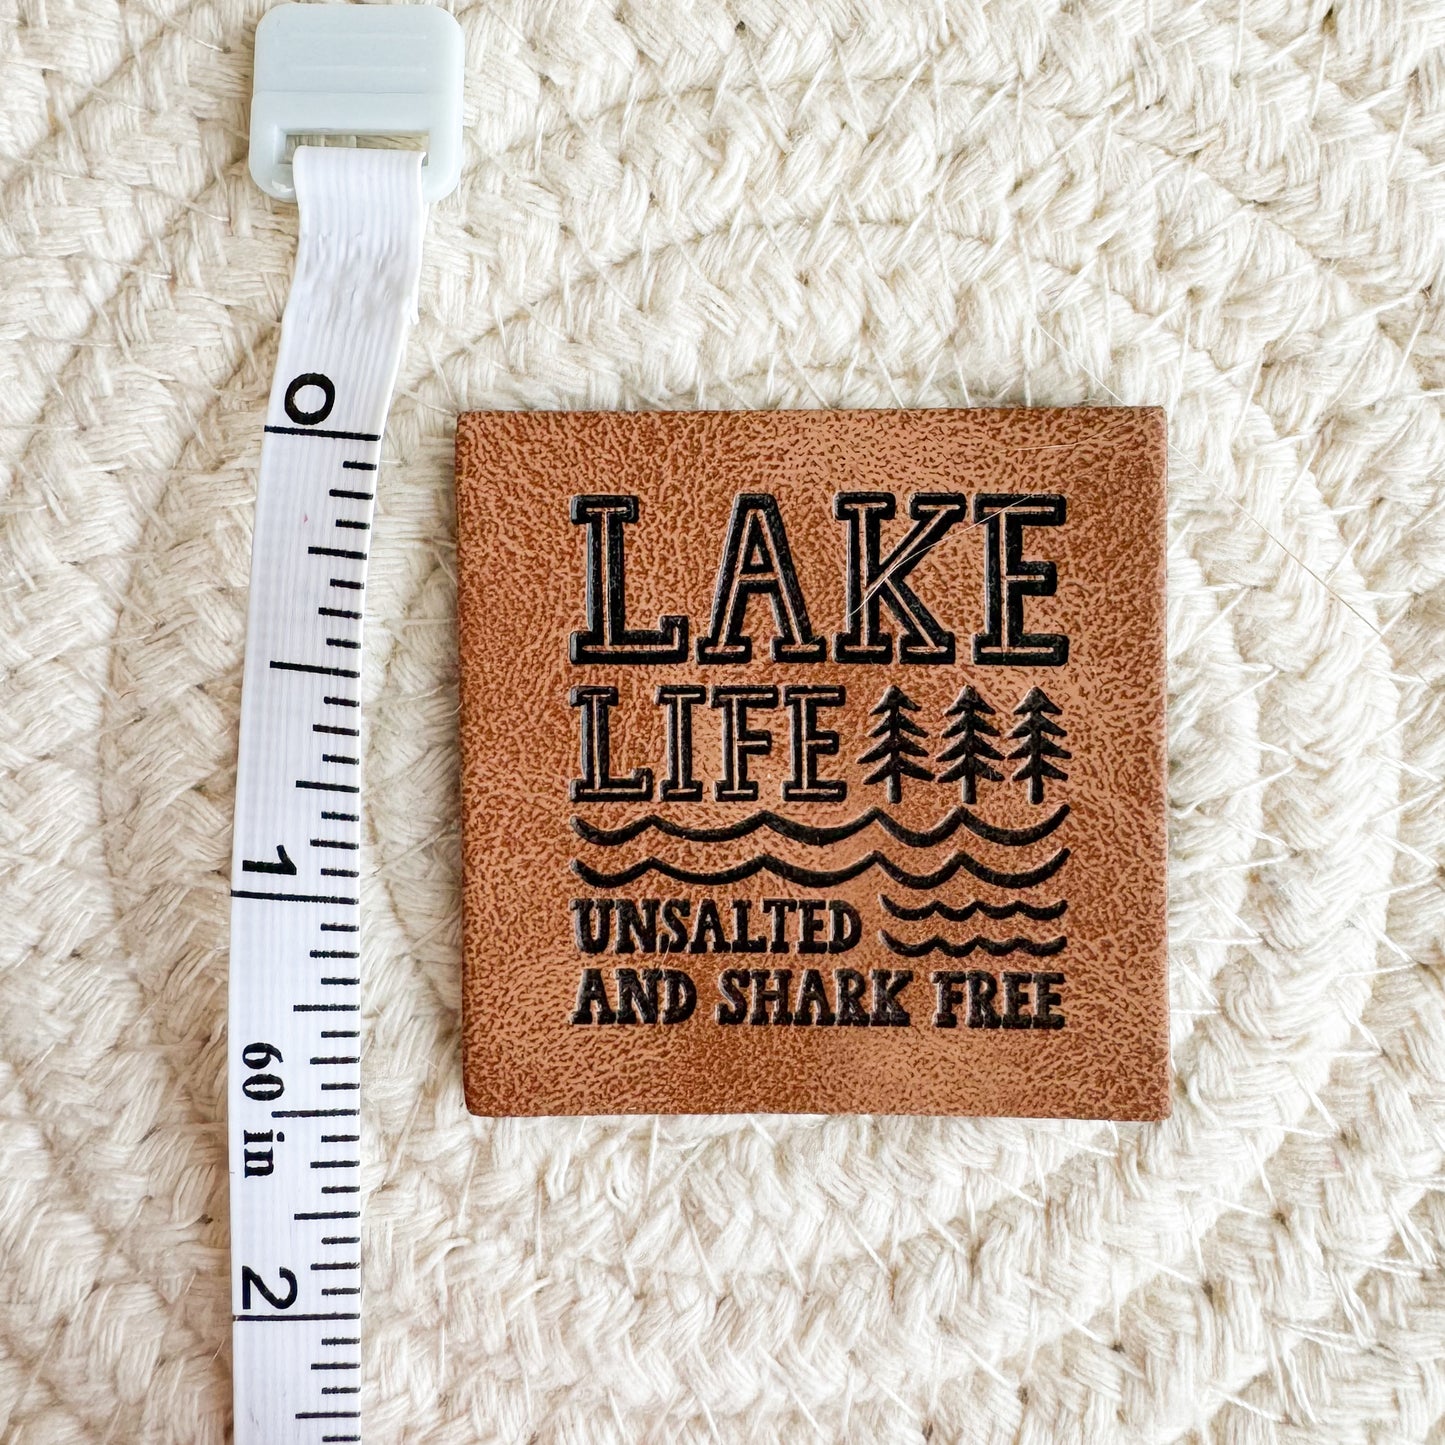 0
1
60 in
2
LAKE
LIFE
UNSALTED
AND SHARK FREE